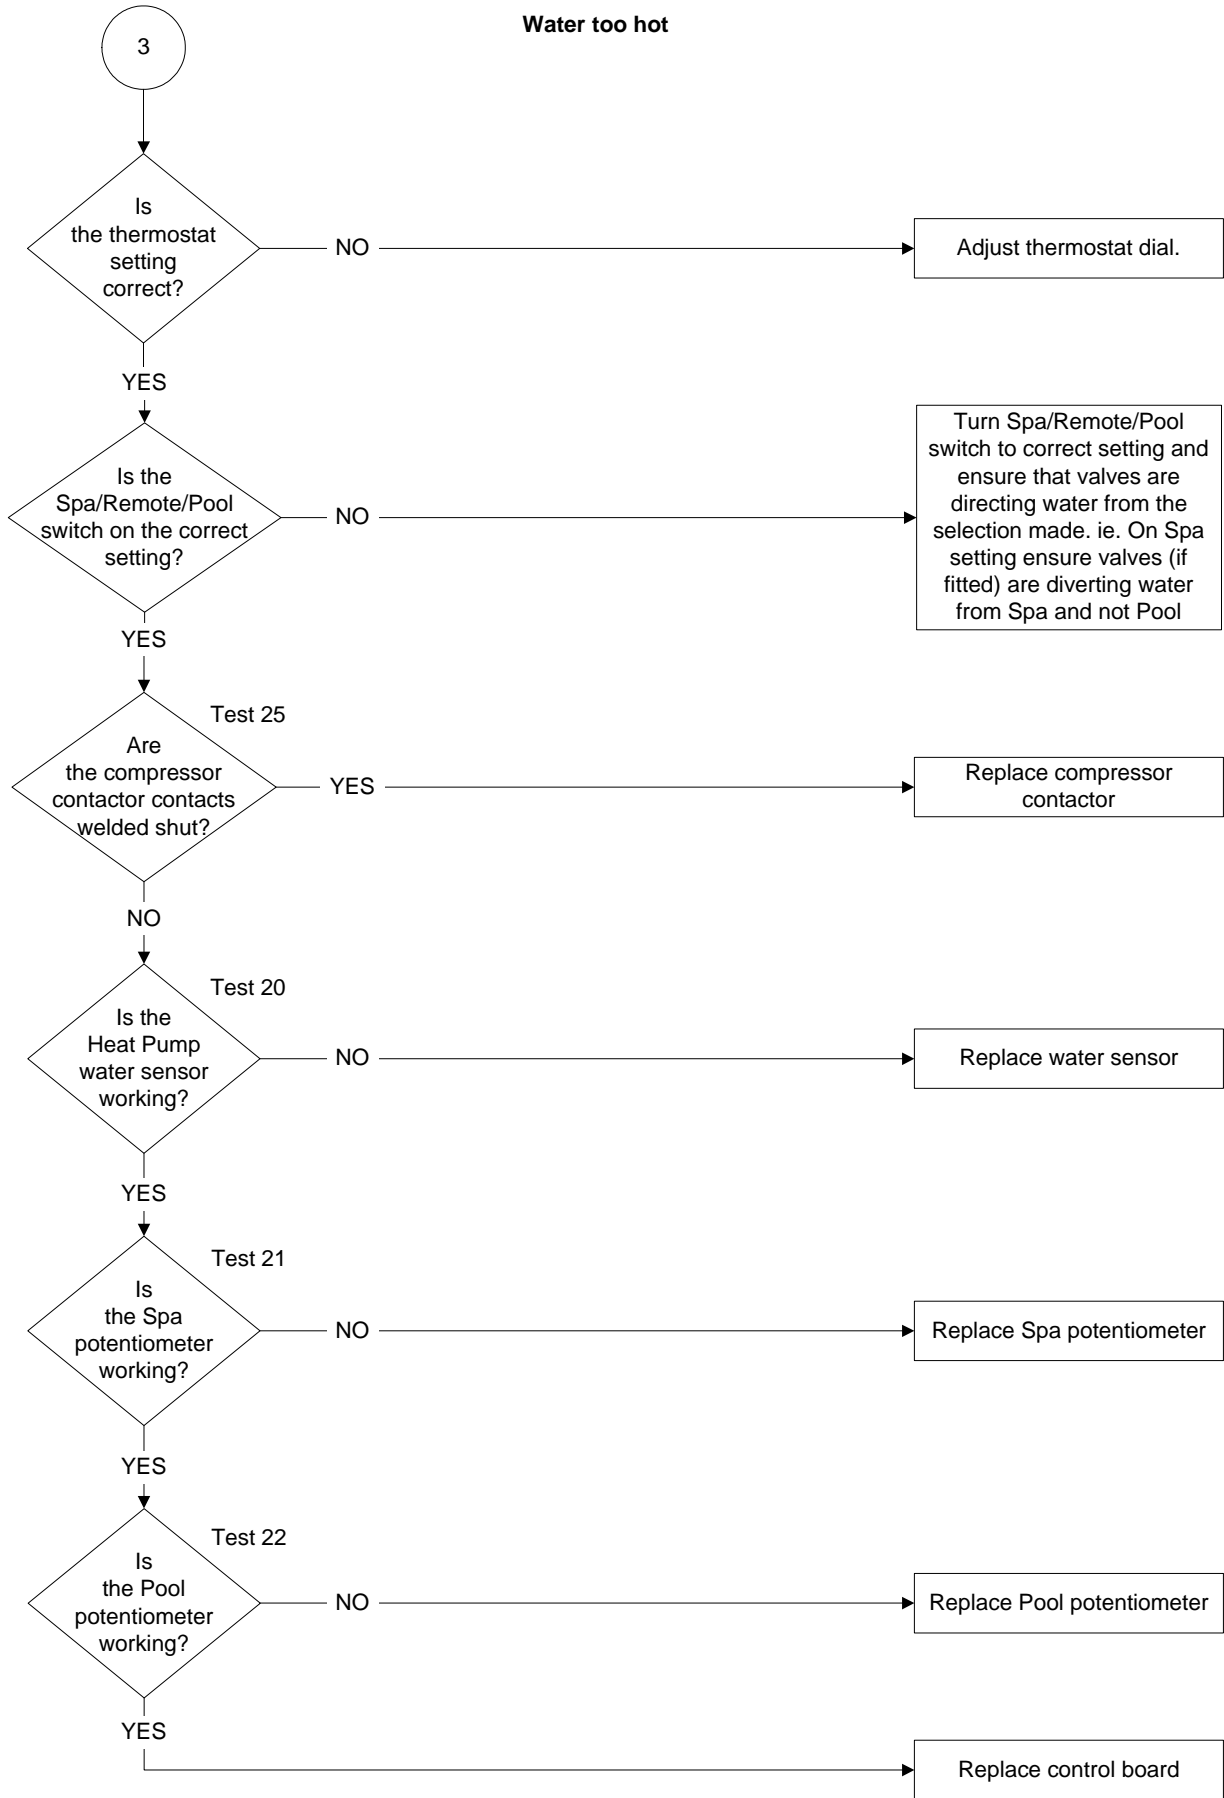 Water too hot
3
Is
the thermostat
setting
correct?
NO
Adjust thermostat dial.
YES
Is the
Spa/Remote/Pool
switch on the correct
setting?
NO
Turn Spa/Remote/Pool
switch to correct setting and
ensure that valves are
directing water from the
selection made. ie. On Spa
setting ensure valves (if
fitted) are diverting water
from Spa and not Pool
YES
Test 25
Are
the compressor
contactor contacts
welded shut?
YES
Replace compressor
contactor
NO
Test 20
Is the
Heat Pump
water sensor
working?
NO
Replace water sensor
YES
Test 21
Is
the Spa
potentiometer
working?
NO
Replace Spa potentiometer
YES
Test 22
Is
the Pool
potentiometer
working?
NO
Replace Pool potentiometer
YES
Replace control board